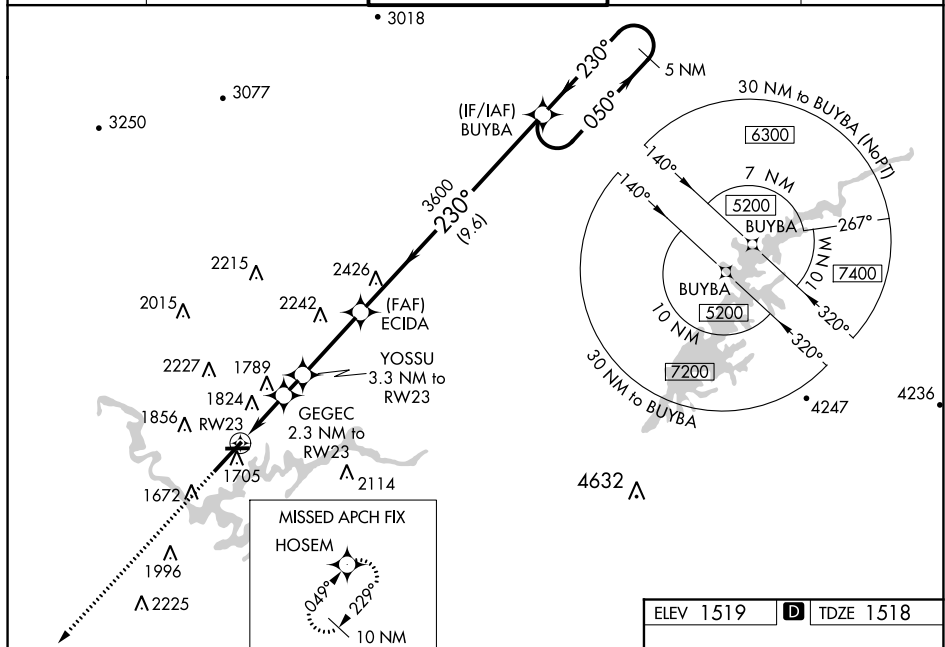 3018
3077
3250
230°
5 NM
050°
(IF/IAF)
BUYBA
3600
230°
(9.6)
30 NM to BUYBA (NoPT)
6300
140°
7 NM
5200
BUYBA
267°
10 NM
7400
320°
140°
BUYBA
5200
10 NM
7200
320°
30 NM to BUYBA
2215
2426
2015
2242
(FAF)
ECIDA
2227
1789
YOSSU
3.3 NM to
RW23
1824
1856
RW23
GEGEC
2.3 NM to
RW23
1705
2114
1672
4247
4236
4632
1996
2225
MISSED APCH FIX
HOSEM
049°
229°
10 NM
ELEV 1519 D TDZE 1518